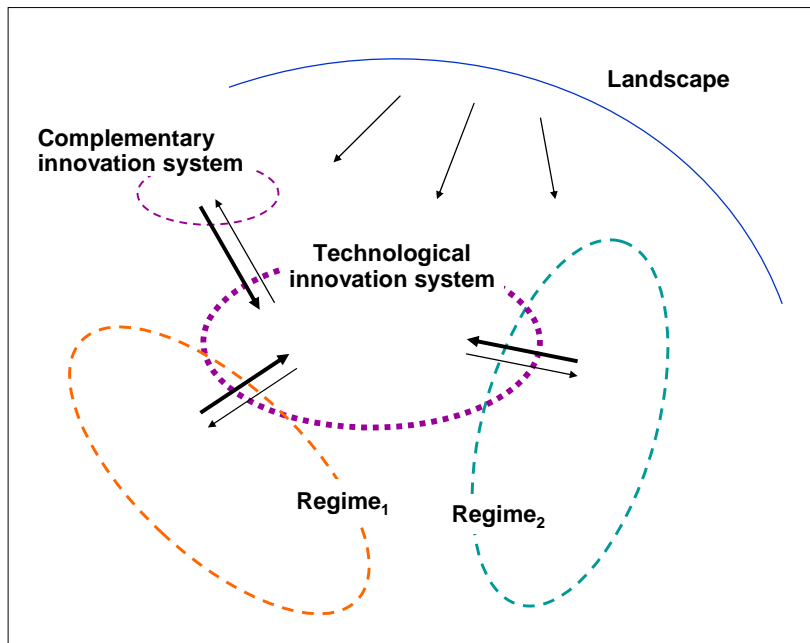 Landscape
Complementary
innovation system
Technological
innovation system
Regime₁
Regime₂